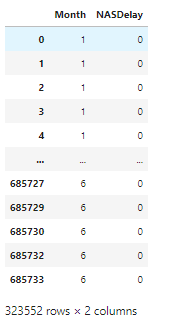 Month NASDelay
0 1 0
1 1 0
2 1 0
3 1 0
4 1 0
... ... ...
685727 6 0
685729 6 0
685730 6 0
685732 6 0
685733 6 0
323552 rows × 2 columns